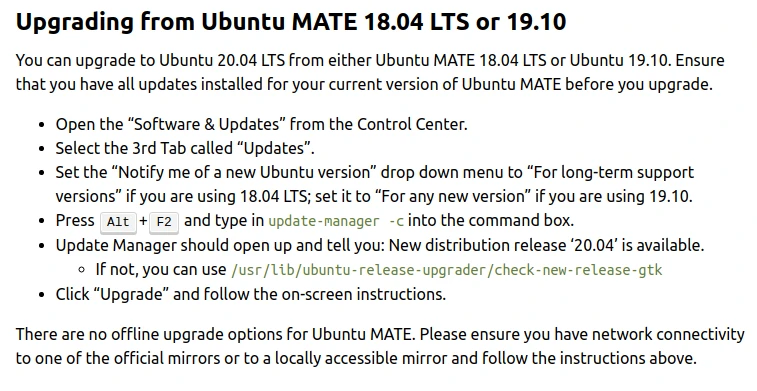 Upgrading from Ubuntu MATE 18.04 LTS or 19.10
You can upgrade to Ubuntu 20.04 LTS from either Ubuntu MATE 18.04 LTS or Ubuntu 19.10. Ensure
that you have all updates installed for your current version of Ubuntu MATE before you upgrade.
• Open the “Software & Updates” from the Control Center.
• Select the 3rd Tab called “Updates”.
• Set the “Notify me of a new Ubuntu version” drop down menu to “For long-term support
versions” if you are using 18.04 LTS; set it to “For any new version” if you are using 19.10.
• Press Alt + F2 and type in update-manager -c into the command box.
• Update Manager should open up and tell you: New distribution release ‘20.04’ is available.
◦ If not, you can use /usr/lib/ubuntu-release-upgrader/check-new-release-gtk
• Click “Upgrade” and follow the on-screen instructions.
There are no offline upgrade options for Ubuntu MATE. Please ensure you have network connectivity
to one of the official mirrors or to a locally accessible mirror and follow the instructions above.